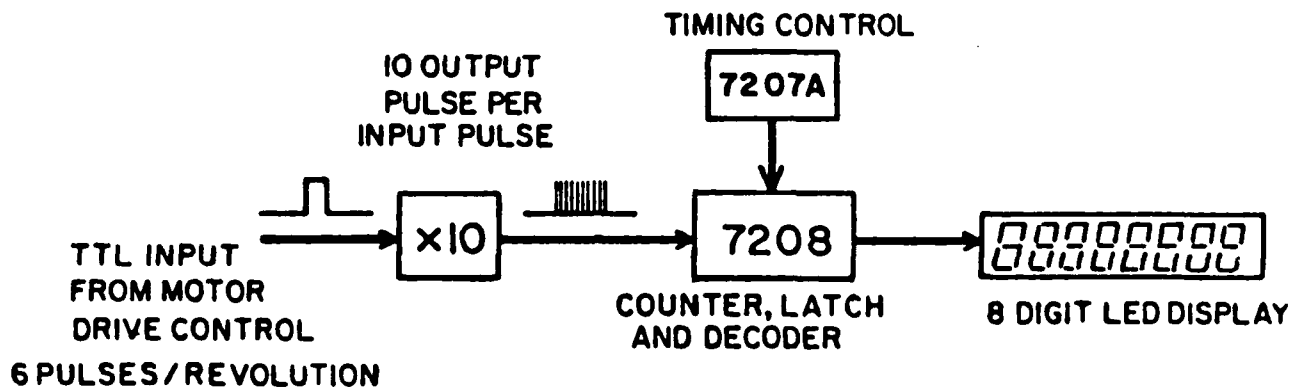 TIMING CONTROL
7207A
10 OUTPUT
PULSE PER
INPUT PULSE
×10
7208
TTL INPUT
FROM MOTOR
DRIVE CONTROL
6 PULSES/REVOLUTION
COUNTER, LATCH
AND DECODER
00000000
8 DIGIT LED DISPLAY